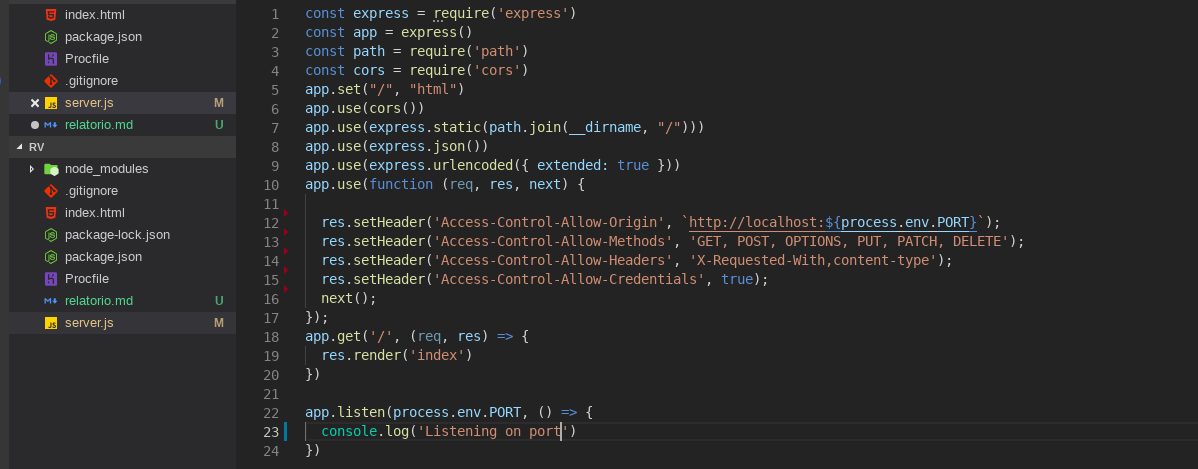 index.html
package.json
Procfile
.gitignore
server.js M
relatorio.md U
RV
node_modules
.gitignore
index.html
package-lock.json
package.json
Procfile
relatorio.md U
server.js M
1 const express = require('express')
2 const app = express()
3 const path = require('path')
4 const cors = require('cors')
5 app.set("/", "html")
6 app.use(cors())
7 app.use(express.static(path.join(__dirname, "/")))
8 app.use(express.json())
9 app.use(express.urlencoded({ extended: true }))
10 app.use(function (req, res, next) {
11
12 res.setHeader('Access-Control-Allow-Origin', `http://localhost:${process.env.PORT}`);
13 res.setHeader('Access-Control-Allow-Methods', 'GET, POST, OPTIONS, PUT, PATCH, DELETE');
14 res.setHeader('Access-Control-Allow-Headers', 'X-Requested-With,content-type');
15 res.setHeader('Access-Control-Allow-Credentials', true);
16 next();
17 });
18 app.get('/', (req, res) => {
19 res.render('index')
20 })
21
22 app.listen(process.env.PORT, () => {
23 console.log('Listening on port')
24 })